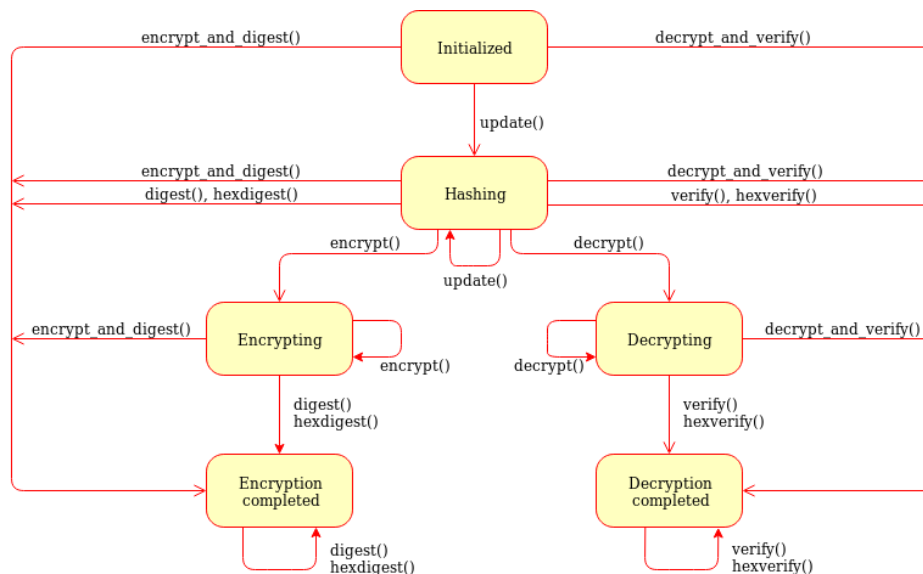 encrypt_and_digest()
Initialized
decrypt_and_verify()
update()
encrypt_and_digest()
decrypt_and_verify()
digest(), hexdigest()
Hashing
verify(), hexverify()
encrypt()
decrypt()
update()
encrypt_and_digest()
Encrypting
encrypt()
Decrypting
decrypt()
decrypt_and_verify()
digest()
hexdigest()
verify()
hexverify()
Encryption
completed
Decryption
completed
digest()
hexdigest()
verify()
hexverify()